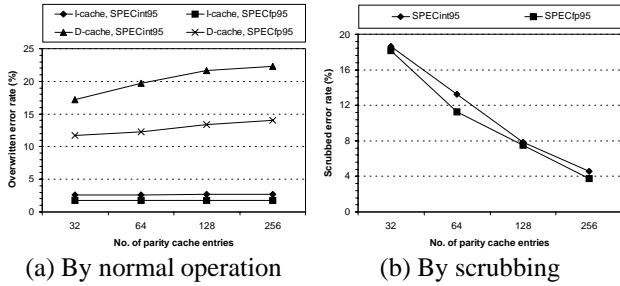 I-cache, SPECint95 I-cache, SPECfp95
D-cache, SPECint95 D-cache, SPECfp95
Overwritten error rate (%)
25
20
15
10
5
0
32 64 128 256
No. of parity cache entries
(a) By normal operation
SPECint95 SPECfp95
Scrubbed error rate (%)
20
16
12
8
4
0
32 64 128 256
No. of parity cache entries
(b) By scrubbing